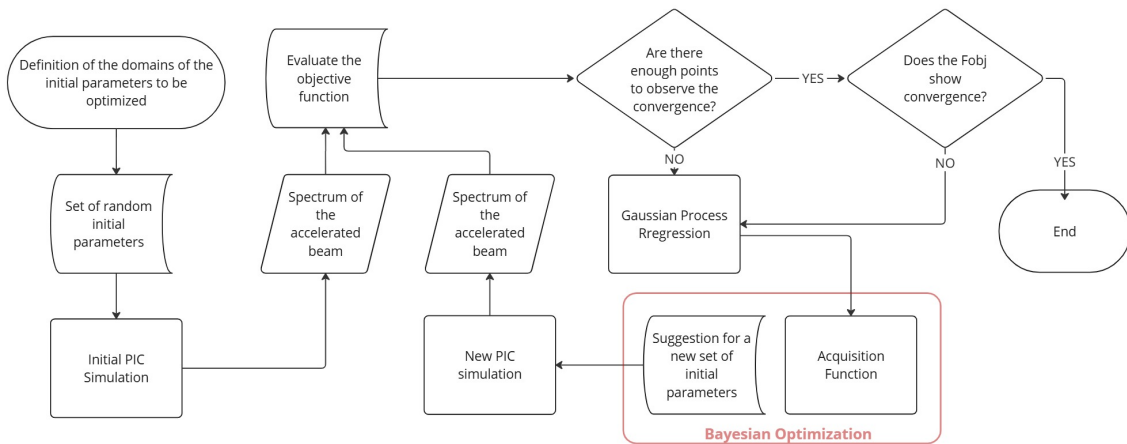 Definition of the domains of the
initial parameters to be
optimized
Set of random
initial
parameters
Initial PIC
Simulation
Evaluate the
objective
function
Spectrum of
the
accelerated
beam
Spectrum of
the
accelerated
beam
New PIC
simulation
Are there
enough points
to observe the
convergence?
YES
NO
Does the Fobj
show
convergence?
NO
YES
End
Gaussian Process
Rregression
Suggestion for a
new set of
initial
parameters
Acquisition
Function
Bayesian Optimization